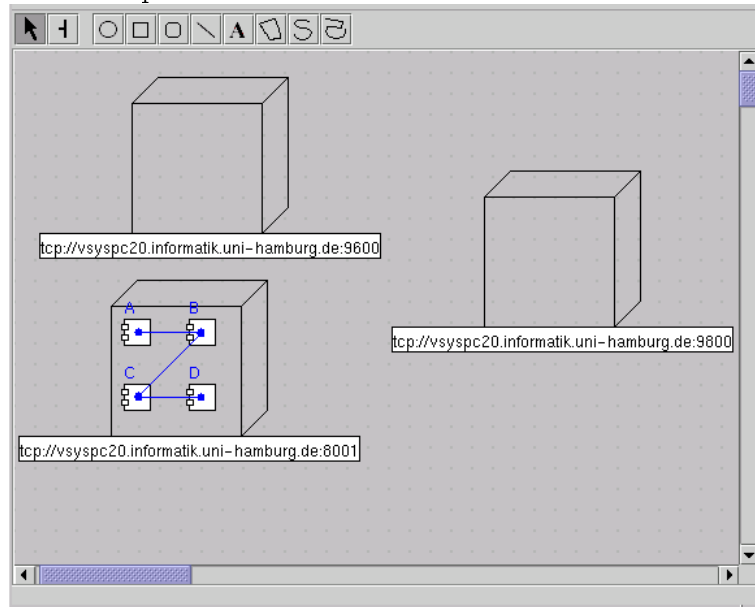 A
tcp://vsyspc20.informatik.uni-hamburg.de:9600
A B
C D
tcp://vsyspc20.informatik.uni-hamburg.de:9800
tcp://vsyspc20.informatik.uni-hamburg.de:8001